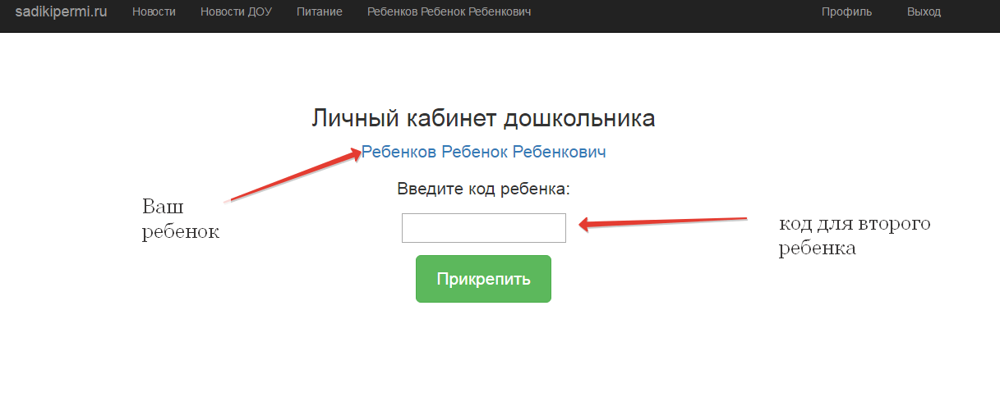 sadikipermi.ru Новости Новости ДОУ Питание Ребенков Ребенок Ребенкович Профиль Выход
Личный кабинет дошкольника
Ребенков Ребенок Ребенкович
Введите код ребенка:
Ваш
ребенок
код для второго
ребенка
Прикрепить